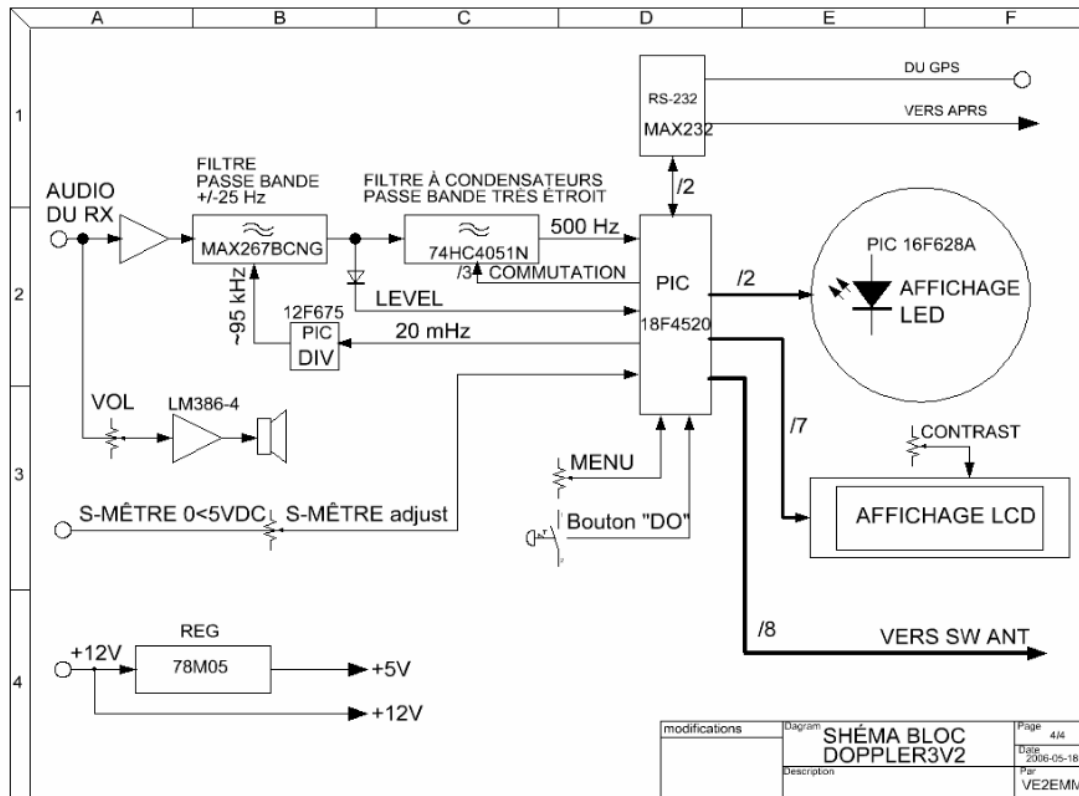 A B C D E F
1
2
3
4
DU GPS
RS-232
MAX232
VERS APRS
/2
FILTRE
PASSE BANDE
+/-25 Hz
FILTRE À CONDENSATEURS
PASSE BANDE TRÈS ÉTROIT
AUDIO
DU RX
MAX267BCNG
74HC4051N
500 Hz
/3 COMMUTATION
LEVEL
~95 kHz
12F675
PIC
DIV
20 mHz
PIC
18F4520
/2
PIC 16F628A
AFFICHAGE
LED
VOL
LM386-4
/7
CONTRAST
MENU
S-MÊTRE 0<5VDC
S-MÊTRE adjust
Bouton "DO"
AFFICHAGE LCD
/8
VERS SW ANT
REG
+12V
78M05
+5V
+12V
modifications
Diagram
SHÉMA BLOC
DOPPLER3V2
Page
4/4
Date
2006-05-18
Description
Par
VE2EMM